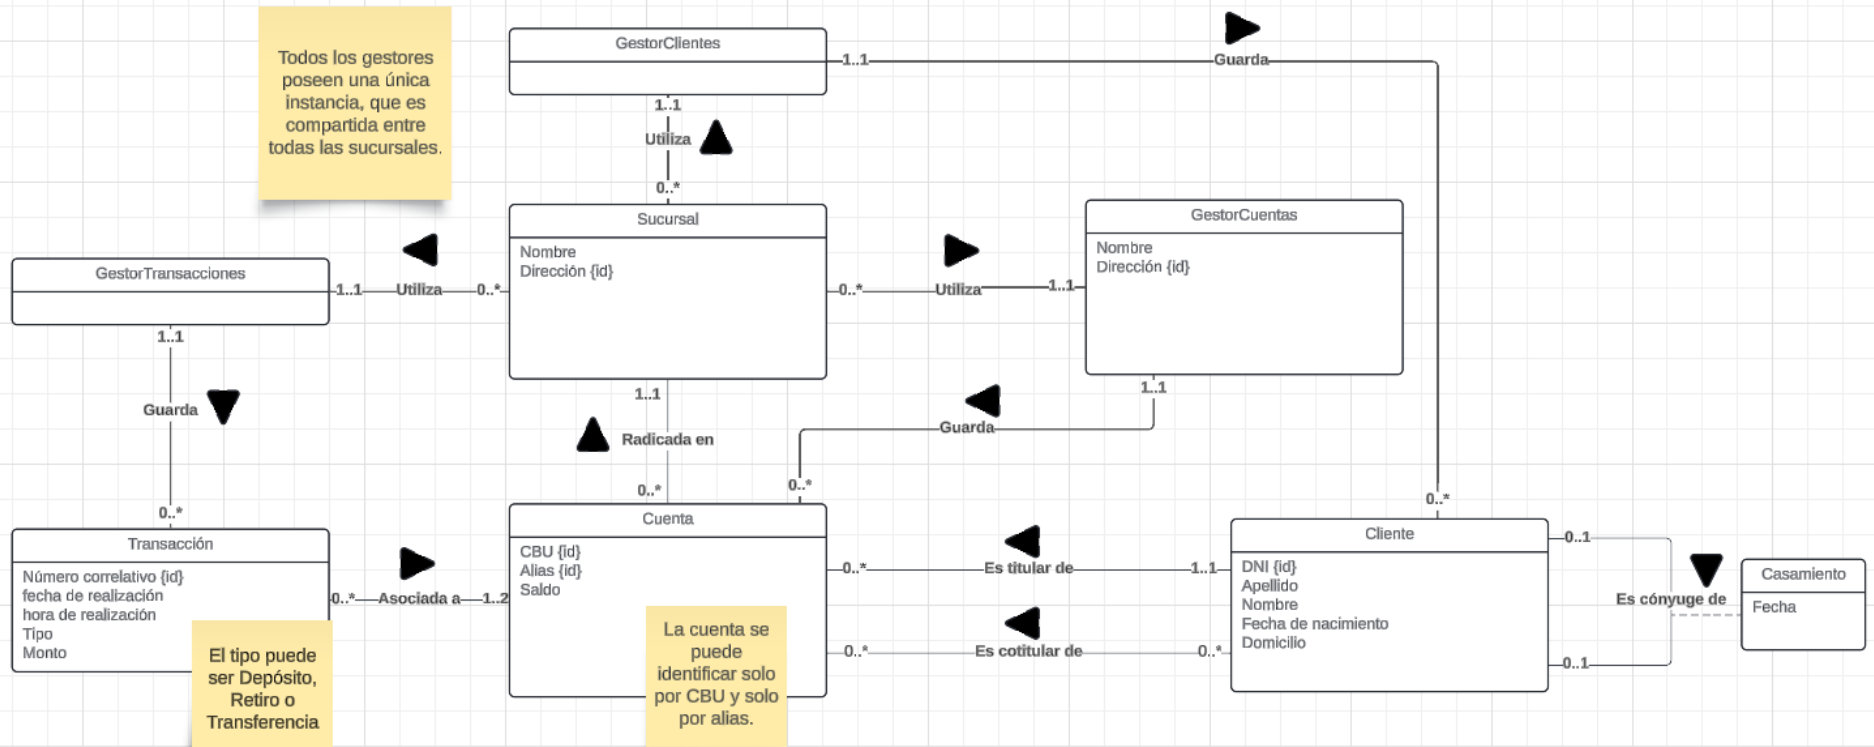 Todos los gestores
poseen una única
instancia, que es
compartida entre
todas las sucursales.
GestorClientes
1..1
Guarda
1..1
Utiliza
0..*
Sucursal
Nombre
Dirección {id}
GestorCuentas
Nombre
Dirección {id}
GestorTransacciones
1..1
Utiliza
0..*
0..*
Utiliza
1..1
1..1
Guarda
0..*
1..1
Radicada en
0..*
1..1
Guarda
0..*
0..*
Transacción
Número correlativo {id}
fecha de realización
hora de realización
Tipo
Monto
El tipo puede
ser Depósito,
Retiro o
Transferencia
0..*
Asociada a
1..2
Cuenta
CBU {id}
Alias {id}
Saldo
La cuenta se
puede
identificar solo
por CBU y solo
por alias.
0..*
Es titular de
1..1
0..*
Es cotitular de
0..*
Cliente
DNI {id}
Apellido
Nombre
Fecha de nacimiento
Domicilio
0..1
Es cónyuge de
0..1
Casamiento
Fecha